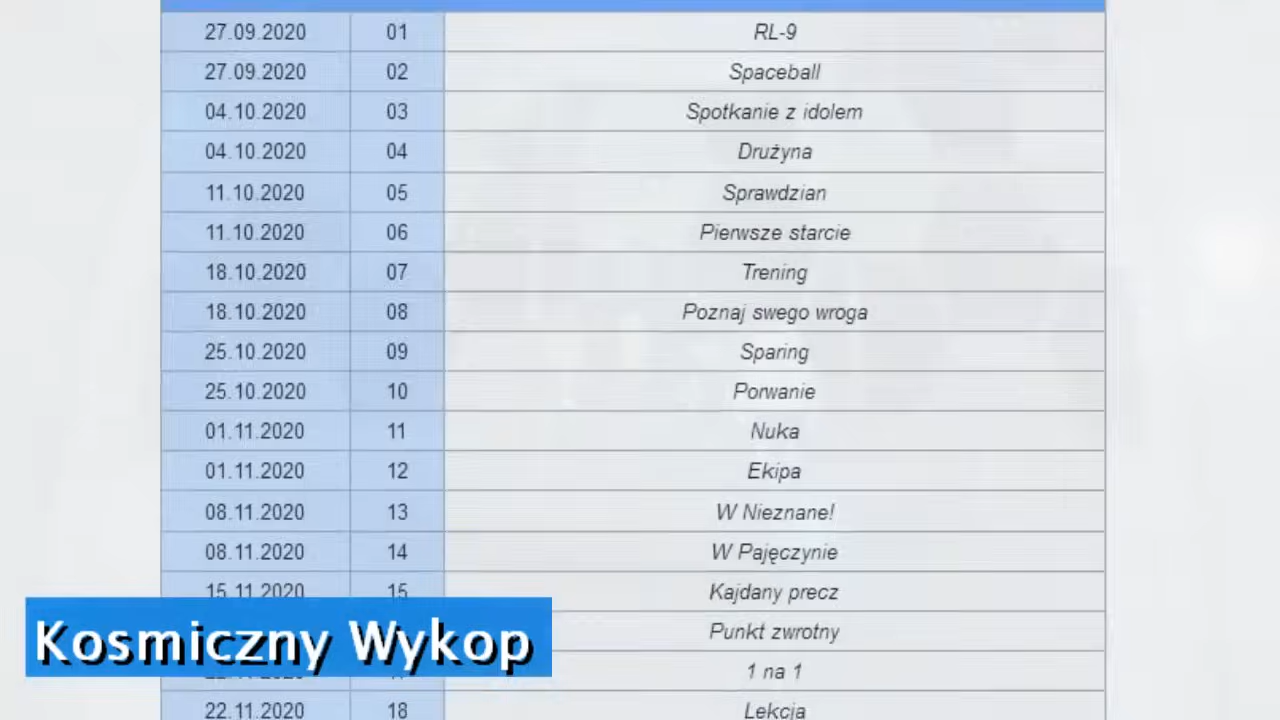 27.09.2020 01 RL-9
27.09.2020 02 Spaceball
04.10.2020 03 Spotkanie z idolem
04.10.2020 04 Drużyna
11.10.2020 05 Sprawdzian
11.10.2020 06 Pierwsze starcie
18.10.2020 07 Trening
18.10.2020 08 Poznaj swego wroga
25.10.2020 09 Sparing
25.10.2020 10 Porwanie
01.11.2020 11 Nuka
01.11.2020 12 Ekipa
08.11.2020 13 W Nieznane!
08.11.2020 14 W Pajęczynie
15.11.2020 15 Kajdany precz
Punkt zwrotny
1 na 1
22.11.2020 18 Lekcja
Kosmiczny Wykop